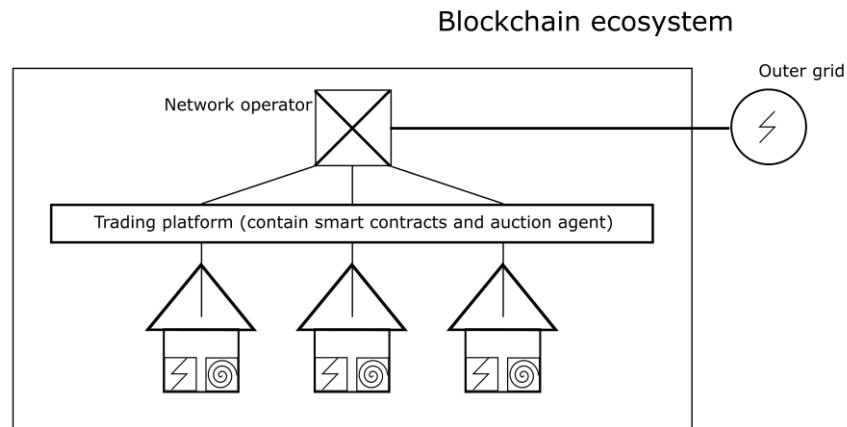 Blockchain ecosystem
Outer grid
Network operator
Trading platform (contain smart contracts and auction agent)